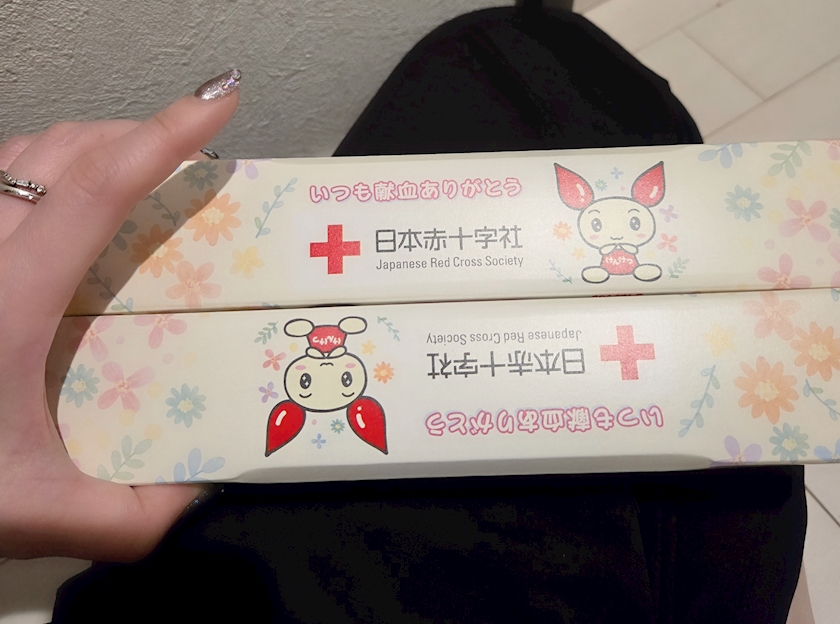 いつも献血ありがとう
日本赤十字社
Japanese Red Cross Society
けんけつ
けんけつ
Japanese Red Cross Society
日本赤十字社
いつも献血ありがとう